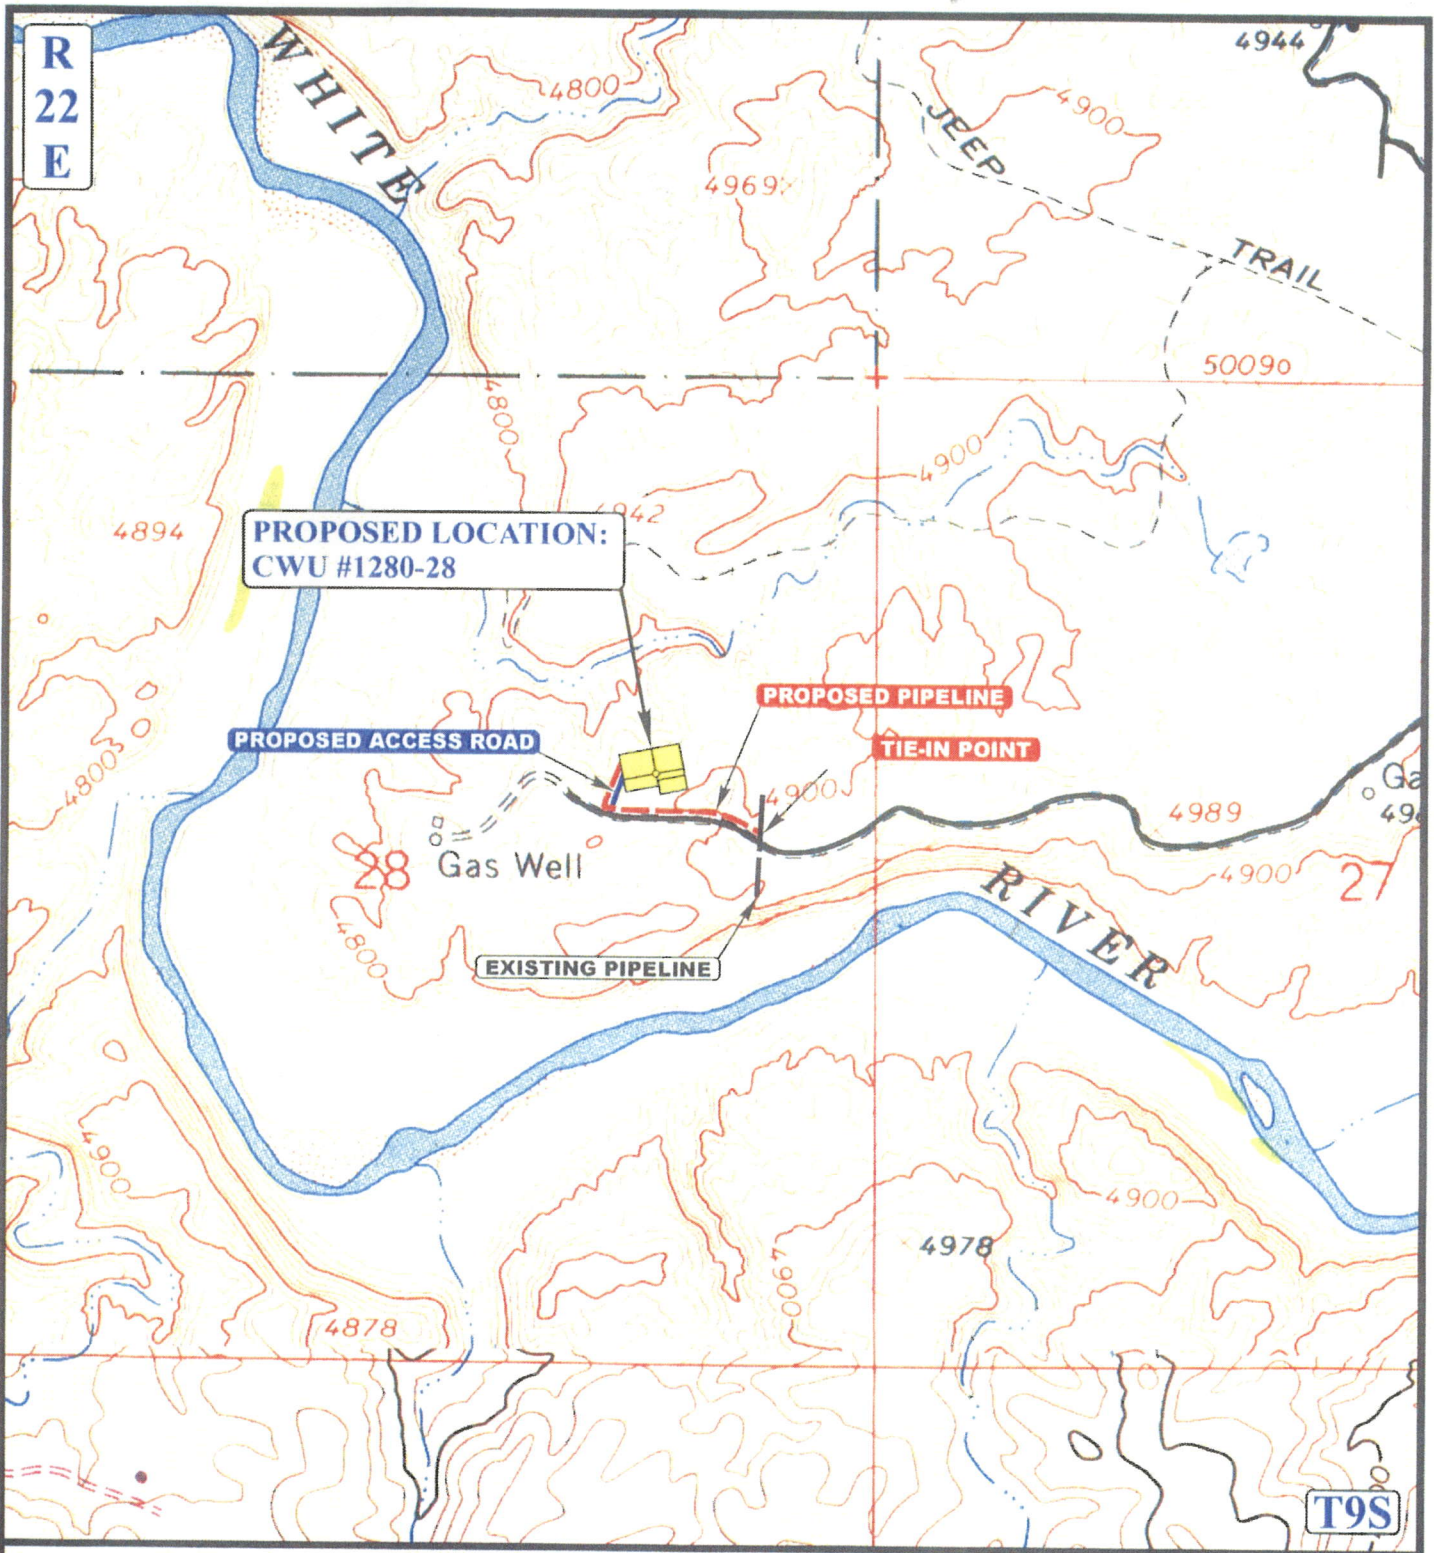 R
22
E
WHITE
4800
4944
4900
JEEP
4969
TRAIL
5009
4800
4900
4942
4894
PROPOSED LOCATION:
CWU #1280-28
PROPOSED PIPELINE
PROPOSED ACCESS ROAD
TIE-IN POINT
4800
4900
4989
Gas Well
28
4900
27
RIVER
4800
EXISTING PIPELINE
4900
4900
4978
4900
4878
T9S